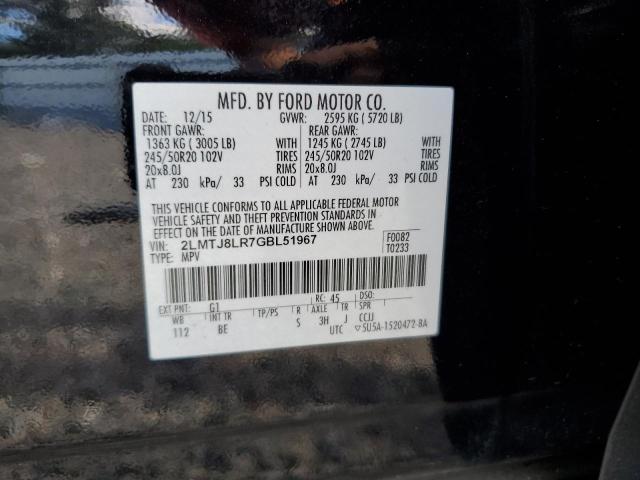 MFD. BY FORD MOTOR CO.
DATE: 12/15 GVWR: 2595 KG ( 5720 LB)
FRONT GAWR: REAR GAWR:
1363 KG ( 3005 LB) WITH 1245 KG ( 2745 LB) WITH
245/50R20 102V TIRES 245/50R20 102V TIRES
20x8.0J RIMS 20x8.0J RIMS
AT 230 kPa/ 33 PSI COLD AT 230 kPa/ 33 PSI COLD
THIS VEHICLE CONFORMS TO ALL APPLICABLE FEDERAL MOTOR
VEHICLE SAFETY AND THEFT PREVENTION STANDARDS IN
EFFECT ON THE DATE OF MANUFACTURE SHOWN ABOVE.
VIN: 2LMTJ8LR7GBL51967 F0082
TYPE: MPV T0233
EXT PNT: G1 RC: 45 DSO:
WB INT TR TP/PS R AXLE TR
112 BE S 3H J CCJJ
UTC ▽5U5A-1520472-BA